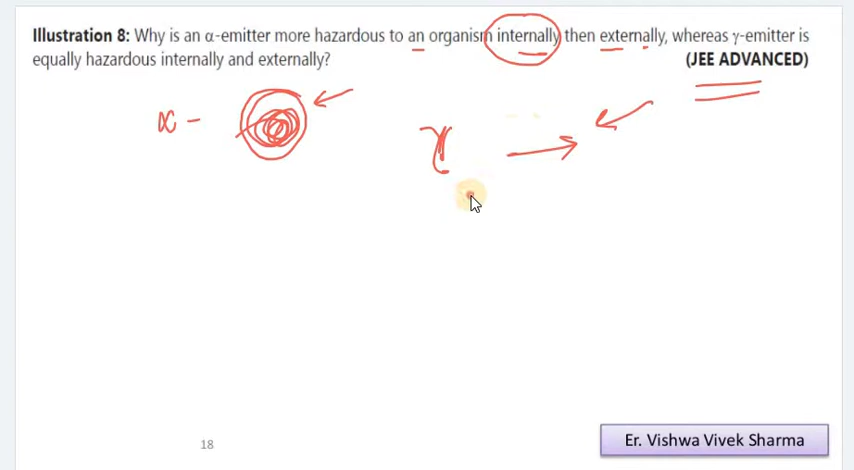 Illustration 8: Why is an α-emitter more hazardous to an organism internally then externally, whereas γ-emitter is
equally hazardous internally and externally? (JEE ADVANCED)
α -
γ
18
Er. Vishwa Vivek Sharma